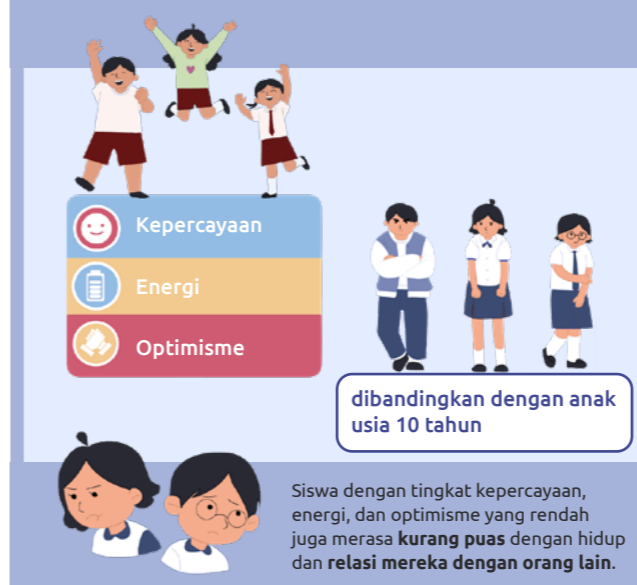 Kepercayaan
Energi
Optimisme
dibandingkan dengan anak
usia 10 tahun
Siswa dengan tingkat kepercayaan,
energi, dan optimisme yang rendah
juga merasa kurang puas dengan hidup
dan relasi mereka dengan orang lain.